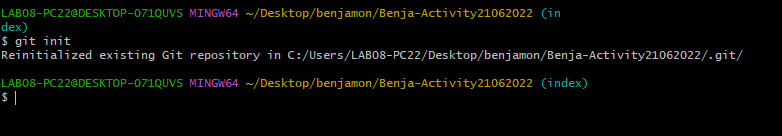 LAB08-PC22@DESKTOP-071QUVS MINGW64 ~/Desktop/benjamon/Benja-Activity21062022 (in
dex)
$ git init
Reinitialized existing Git repository in C:/Users/LAB08-PC22/Desktop/benjamon/Benja-Activity21062022/.git/
LAB08-PC22@DESKTOP-071QUVS MINGW64 ~/Desktop/benjamon/Benja-Activity21062022 (index)
$